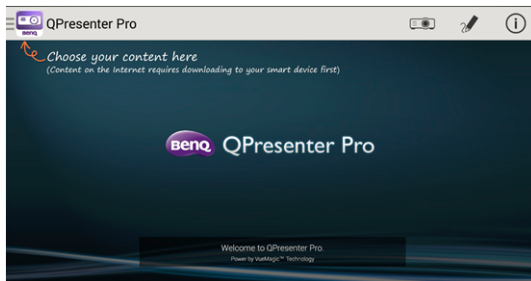 BenQ
QPresenter Pro
Choose your content here
(Content on the Internet requires downloading to your smart device first)
BenQ QPresenter Pro
Welcome to QPresenter Pro.
Power by VueMagic™ Technology